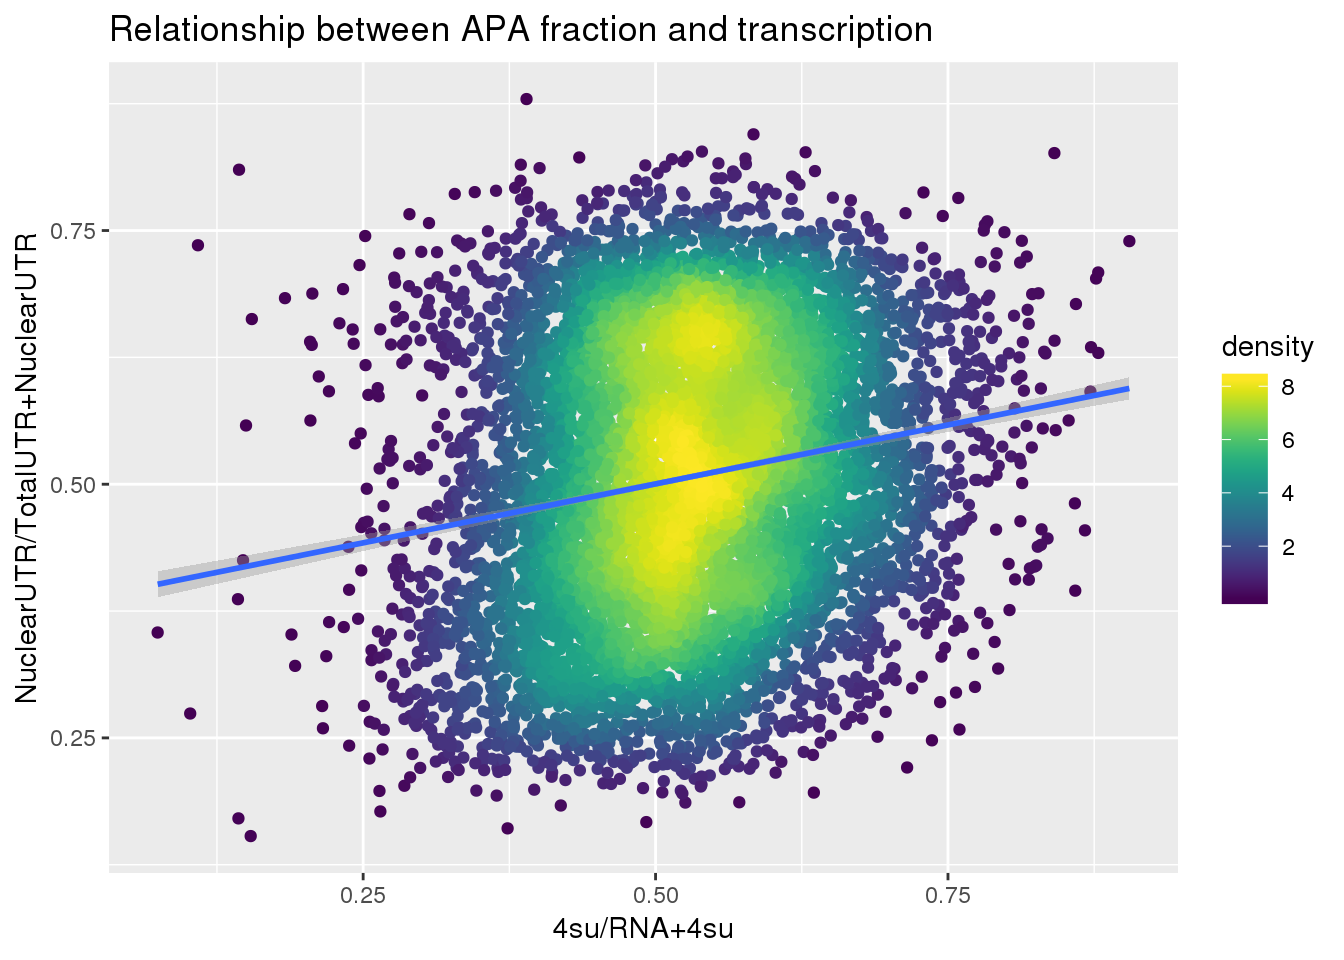 Relationship between APA fraction and transcription
NuclearUTR/TotalUTR+NuclearUTR
0.75
0.50
0.25
0.25
0.50
0.75
4su/RNA+4su
density
8
6
4
2